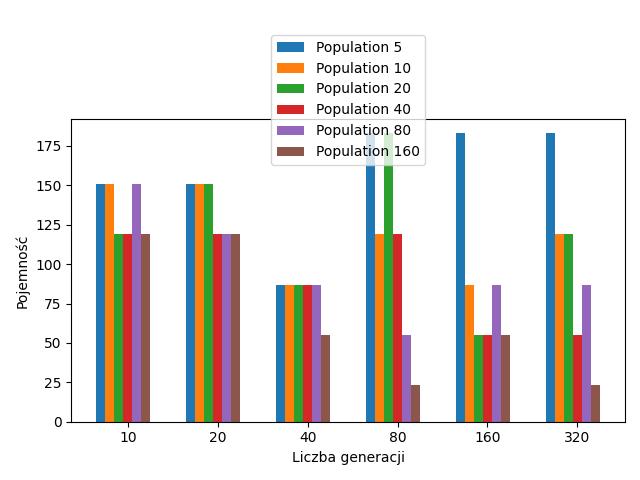 Population 5
Population 10
Population 20
Population 40
Population 80
Population 160
Pojemność
175
150
125
100
75
50
25
0
10 20 40 80 160 320
Liczba generacji